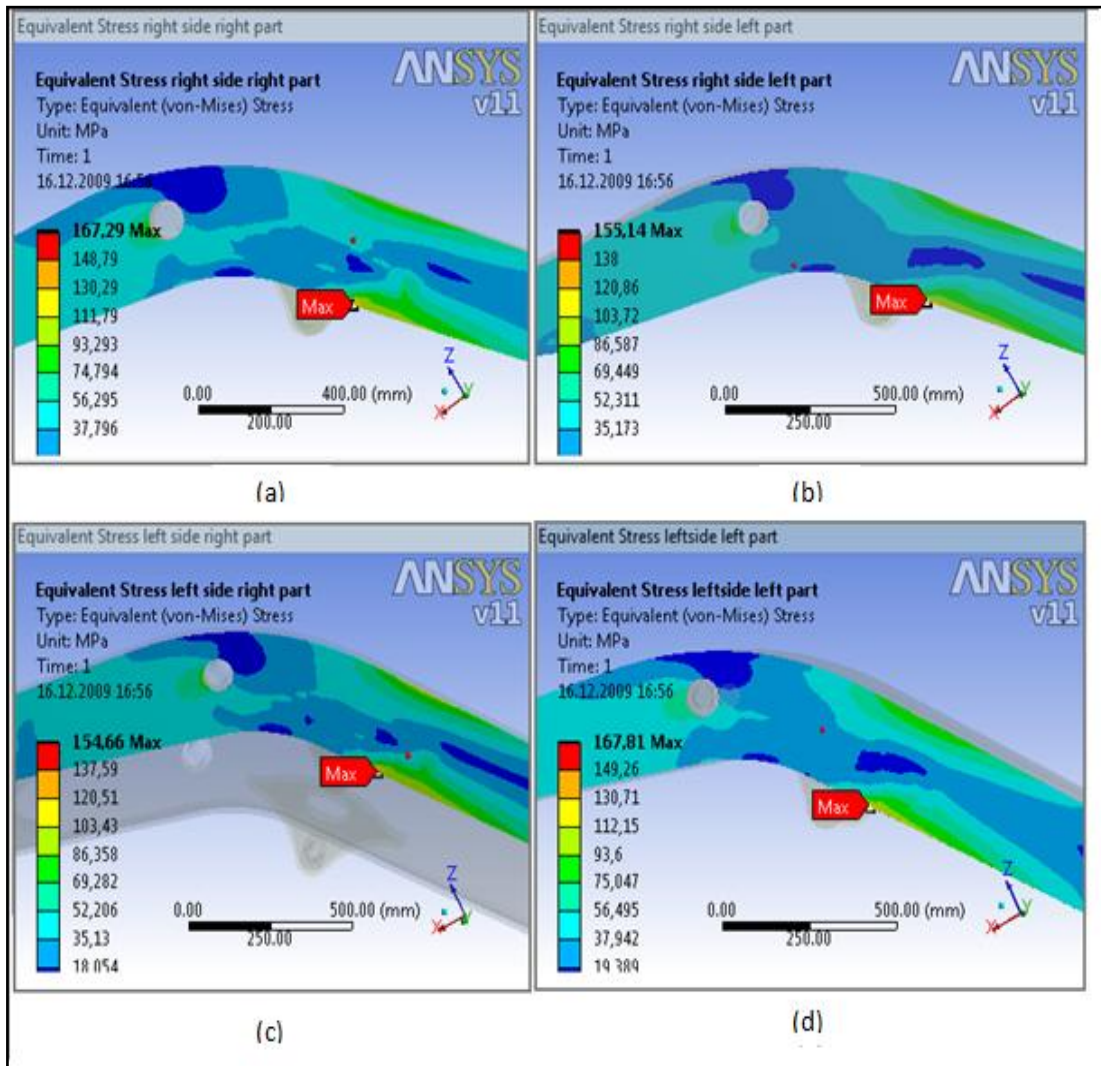 Equivalent Stress right side right part
Equivalent Stress right side right part
Type: Equivalent (von-Mises) Stress
Unit: MPa
Time: 1
16.12.2009 16:56
ANSYS
v11
167,29 Max
148,79
130,29
111,79
93,293
74,794
56,295
37,796
Max
0.00
400.00 (mm)
200.00
Z
Y
X
(a)
Equivalent Stress right side left part
Equivalent Stress right side left part
Type: Equivalent (von-Mises) Stress
Unit: MPa
Time: 1
16.12.2009 16:56
ANSYS
v11
155,14 Max
138
120,86
103,72
86,587
69,449
52,311
35,173
Max
0.00
500.00 (mm)
250.00
Z
Y
X
(b)
Equivalent Stress left side right part
Equivalent Stress left side right part
Type: Equivalent (von-Mises) Stress
Unit: MPa
Time: 1
16.12.2009 16:56
ANSYS
v11
154,66 Max
137,59
120,51
103,43
86,358
69,282
52,206
35,13
18,054
Max
0.00
500.00 (mm)
250.00
Z
Y
X
(c)
Equivalent Stress leftside left part
Equivalent Stress leftside left part
Type: Equivalent (von-Mises) Stress
Unit: MPa
Time: 1
16.12.2009 16:56
ANSYS
v11
167,81 Max
149,26
130,71
112,15
93,6
75,047
56,495
37,942
19,389
Max
0.00
500.00 (mm)
250.00
Z
Y
X
(d)